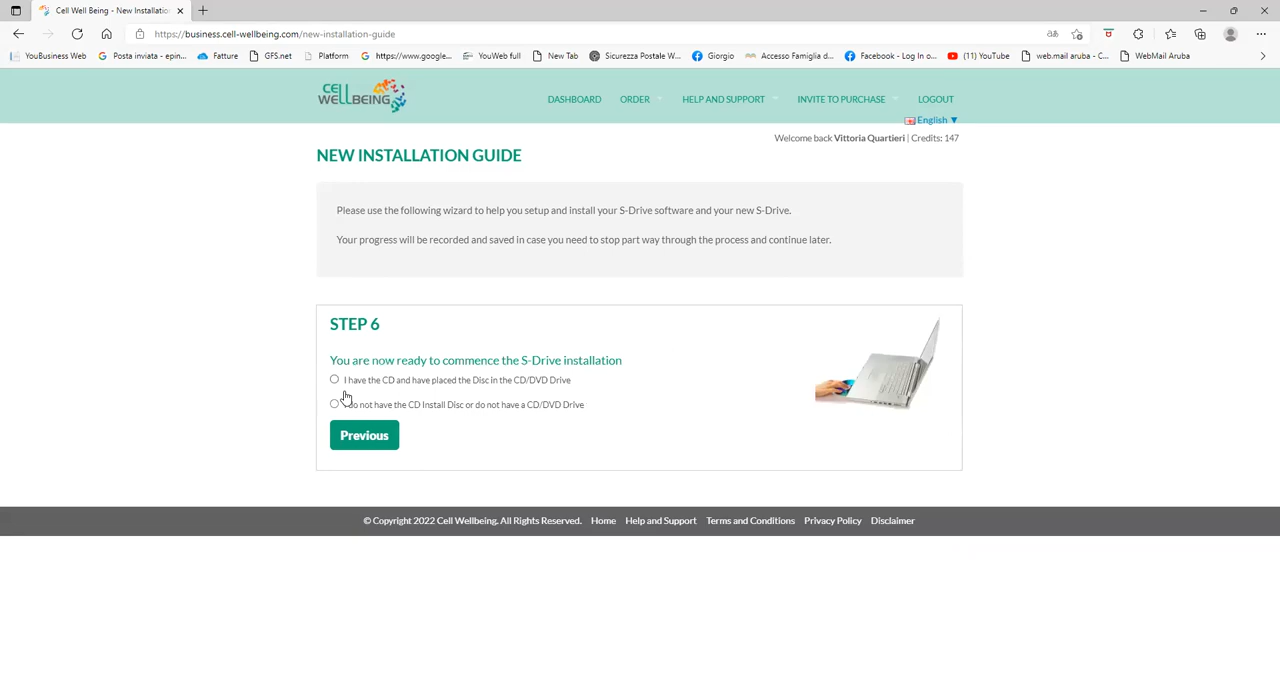 Cell Well Being - New Installation
https://business.cell-wellbeing.com/new-installation-guide
YouBusiness Web
Posta inviata - epin...
Fatture
GFS.net
Platform
https://www.google...
YouWeb full
New Tab
Sicurezza Postale W...
Giorgio
Accesso Famiglia d...
Facebook - Log In o...
(11) YouTube
web.mail aruba - C...
WebMail Aruba
CELL
WELLBEING
DASHBOARD
ORDER
HELP AND SUPPORT
INVITE TO PURCHASE
LOGOUT
English ▼
Welcome back Vittoria Quartieri | Credits: 147
NEW INSTALLATION GUIDE
Please use the following wizard to help you setup and install your S-Drive software and your new S-Drive.
Your progress will be recorded and saved in case you need to stop part way through the process and continue later.
STEP 6
You are now ready to commence the S-Drive installation
I have the CD and have placed the Disc in the CD/DVD Drive
do not have the CD Install Disc or do not have a CD/DVD Drive
Previous
© Copyright 2022 Cell Wellbeing. All Rights Reserved.
Home
Help and Support
Terms and Conditions
Privacy Policy
Disclaimer